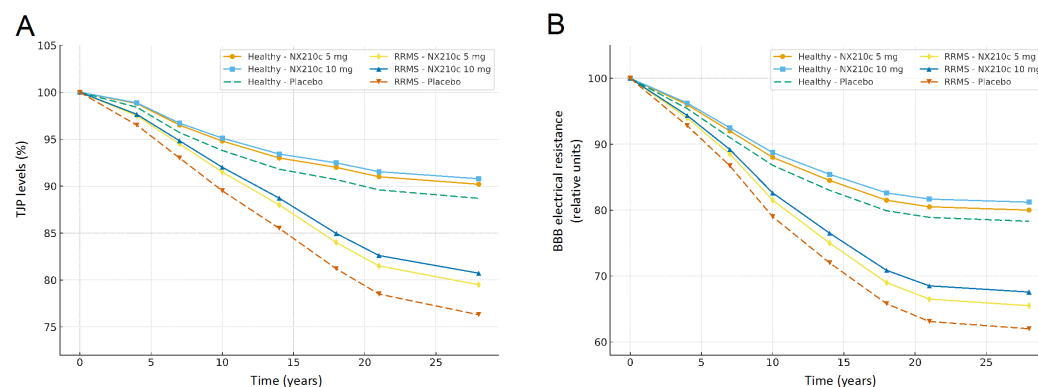 A
105
100
95
90
85
80
75
TJP levels (%)
0 5 10 15 20 25
Time (years)
Healthy - NX210c 5 mg RRMS - NX210c 5 mg
Healthy - NX210c 10 mg RRMS - NX210c 10 mg
Healthy - Placebo RRMS - Placebo
B
100
90
80
70
60
BBB electrical resistance
(relative units)
0 5 10 15 20 25
Time (years)
Healthy - NX210c 5 mg RRMS - NX210c 5 mg
Healthy - NX210c 10 mg RRMS - NX210c 10 mg
Healthy - Placebo RRMS - Placebo